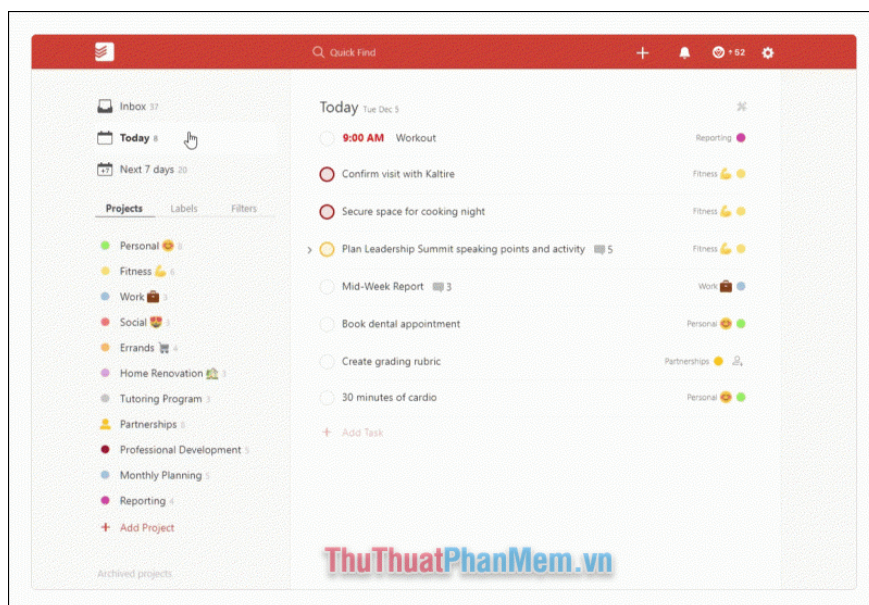 Quick Find
52
Inbox 37
Today 8
+7 Next 7 days 20
Projects Labels Filters
Personal 8
Fitness 6
Work 3
Social 3
Errands 4
Home Renovation 3
Tutoring Program 3
Partnerships 8
Professional Development 5
Monthly Planning 5
Reporting 4
+ Add Project
Archived projects
Today Tue Dec 5
9:00 AM Workout Reporting
Confirm visit with Kaltire Fitness
Secure space for cooking night Fitness
Plan Leadership Summit speaking points and activity 5 Fitness
Mid-Week Report 3 Work
Book dental appointment Personal
Create grading rubric Partnerships
30 minutes of cardio Personal
+ Add Task
ThuThuatPhanMem.vn